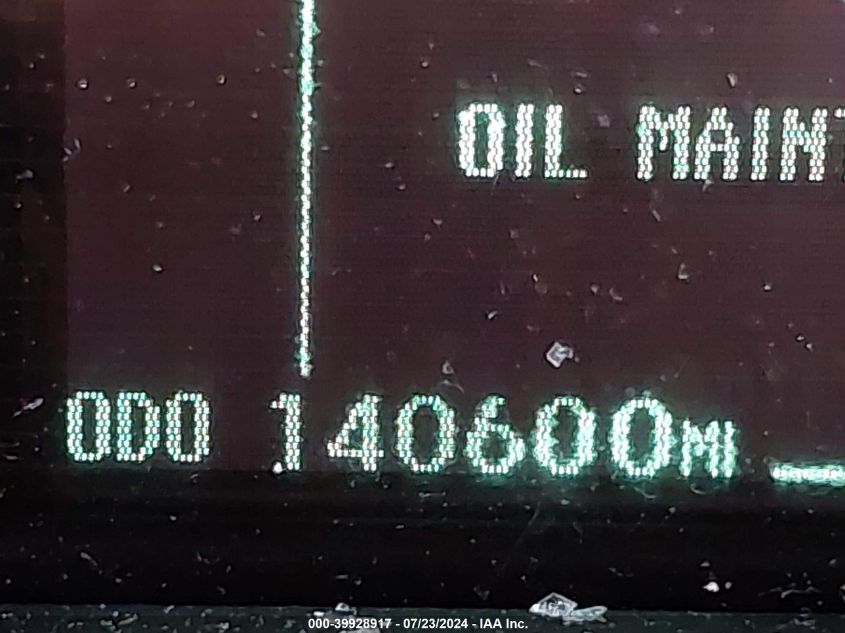 OIL MAINT
ODO 140600MI
000-39928917 - 07/23/2024 - IAA Inc.